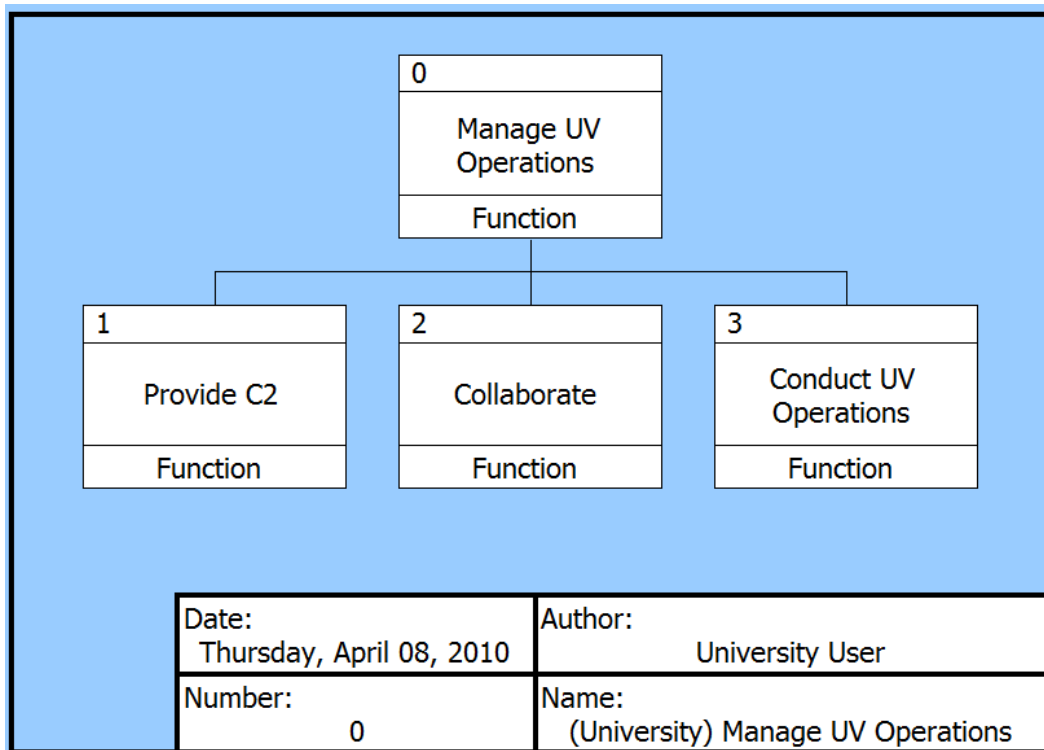 0
Manage UV
Operations
Function
1
Provide C2
Function
2
Collaborate
Function
3
Conduct UV
Operations
Function
Date:
Thursday, April 08, 2010
Author:
University User
Number:
0
Name:
(University) Manage UV Operations